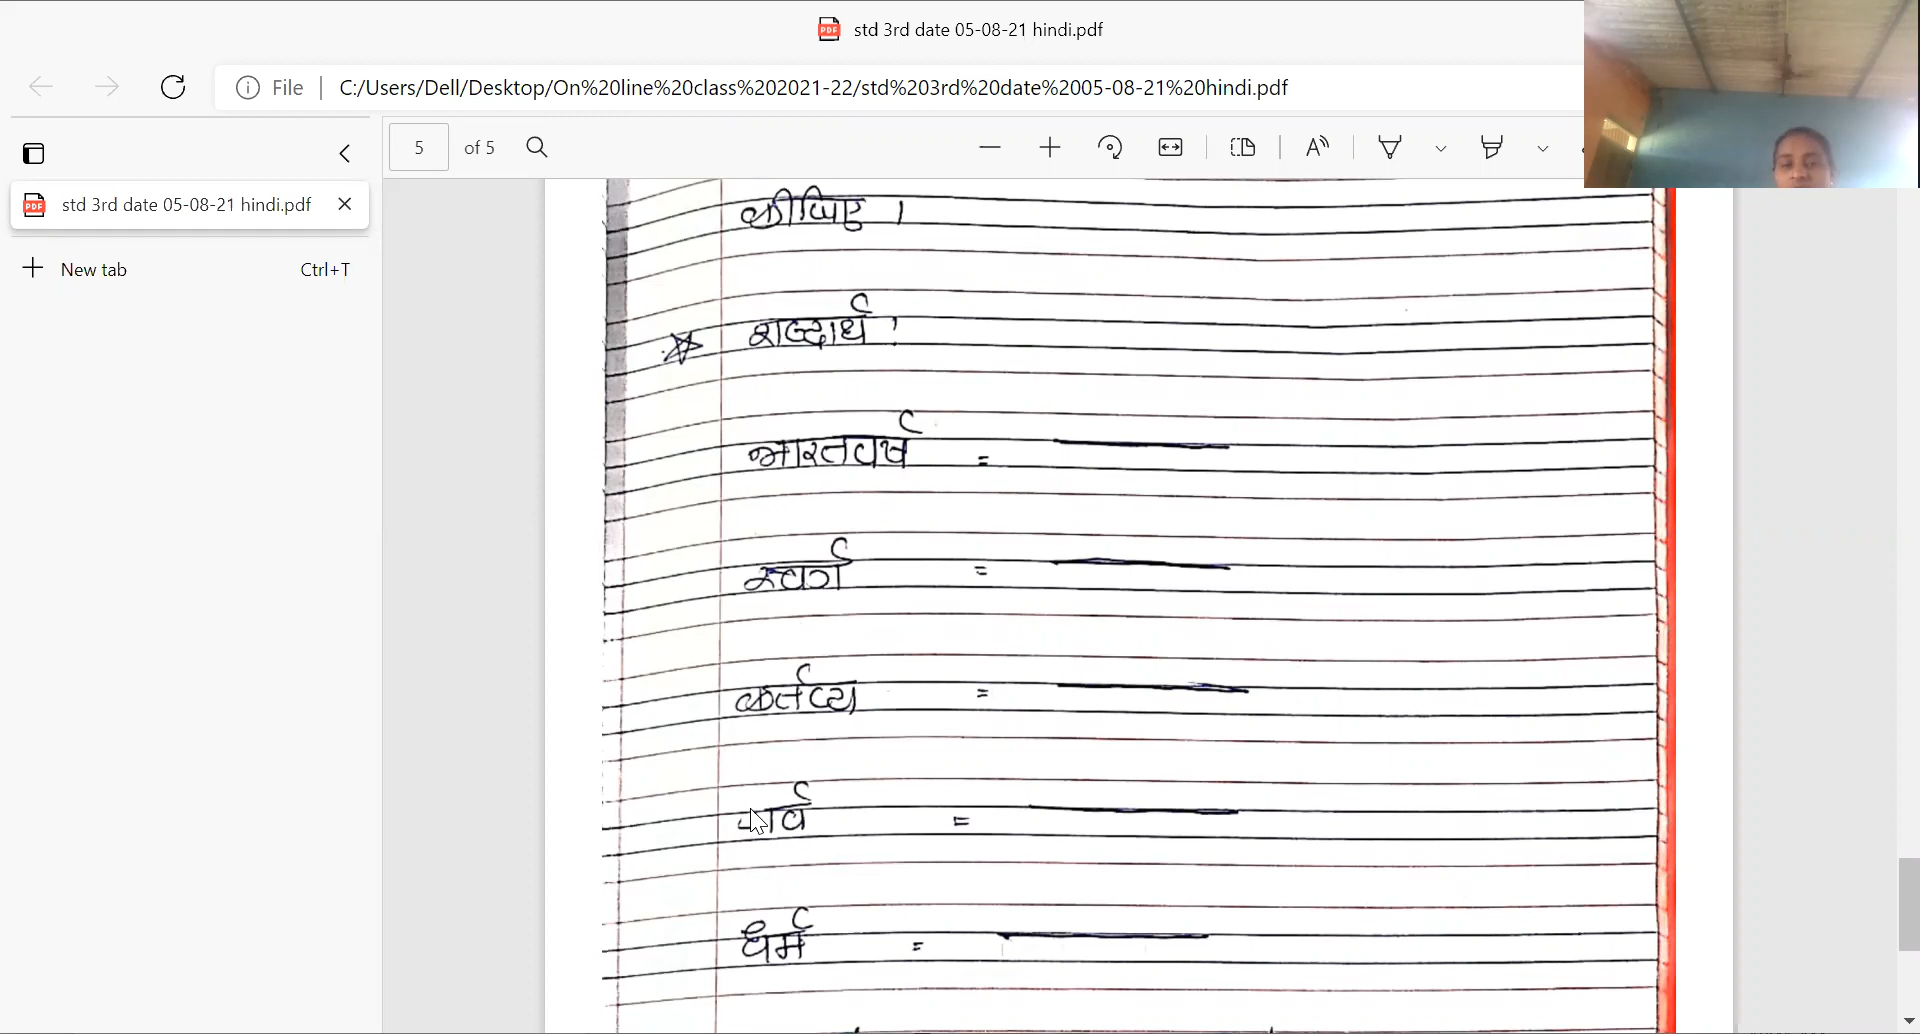 std 3rd date 05-08-21 hindi.pdf
File | C:/Users/Dell/Desktop/On%20line%20class%202021-22/std%203rd%20date%2005-08-21%20hindi.pdf
5 of 5
std 3rd date 05-08-21 hindi.pdf
New tab Ctrl+T
कीजिए ।
शब्दार्थ ।
भारतवर्ष =
स्वर्ग =
कर्तव्य =
=
धर्म =